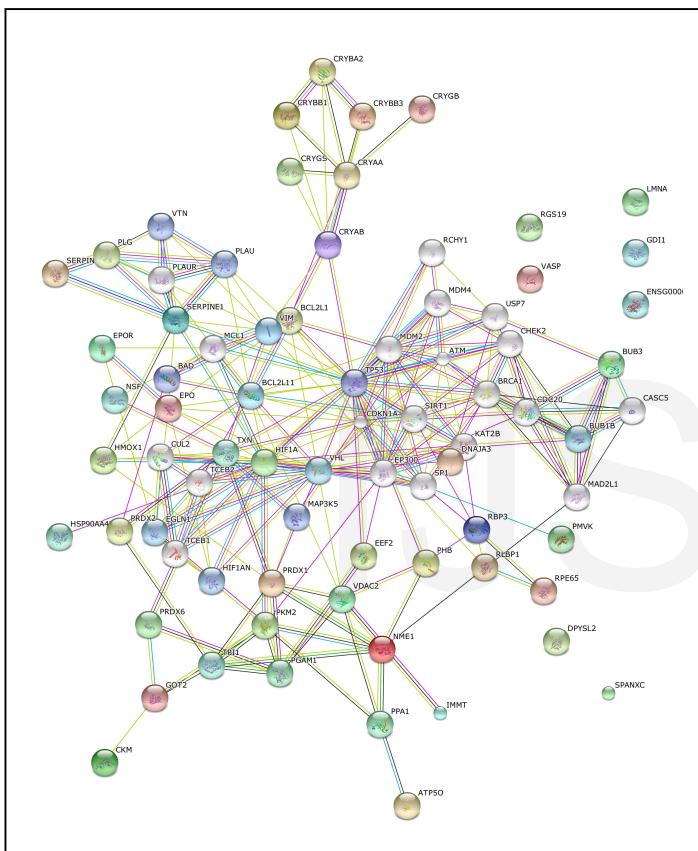 CRYBA2
CRYBB1
CRYBB3
CRYGB
CRYGS
CRYAA
LMNA
VTN
RGS19
CRYAB
PLG
PLAU
RCHY1
GDI1
SERPIN
PLAUR
VASP
MDM4
ENSG000
SERPINE1
BCL2L1
USP7
VIM
EPOR
MCL1
MDM2
CHEK2
ATM
BUB3
BAD
TP53
NSF
BCL2L11
BRCA1
EPO
CDC20
CASC5
CDKN1A
SIRT1
BUB1B
HMOX1
CUL2
TXN
HIF1A
KAT2B
VHL
EP300
DNAJA3
TCEB2
SP1
MAD2L1
HSP90AA4
PRDX2
EGLN1
MAP3K5
RBP3
PMVK
TCEB1
EEF2
PHB
RLBP1
HIF1AN
PRDX1
VDAC2
RPE65
PRDX6
PKM2
NME1
DPYSL2
TPI1
PGAM1
GOT2
SPANXC
IMMT
PPA1
CKM
ATP5O